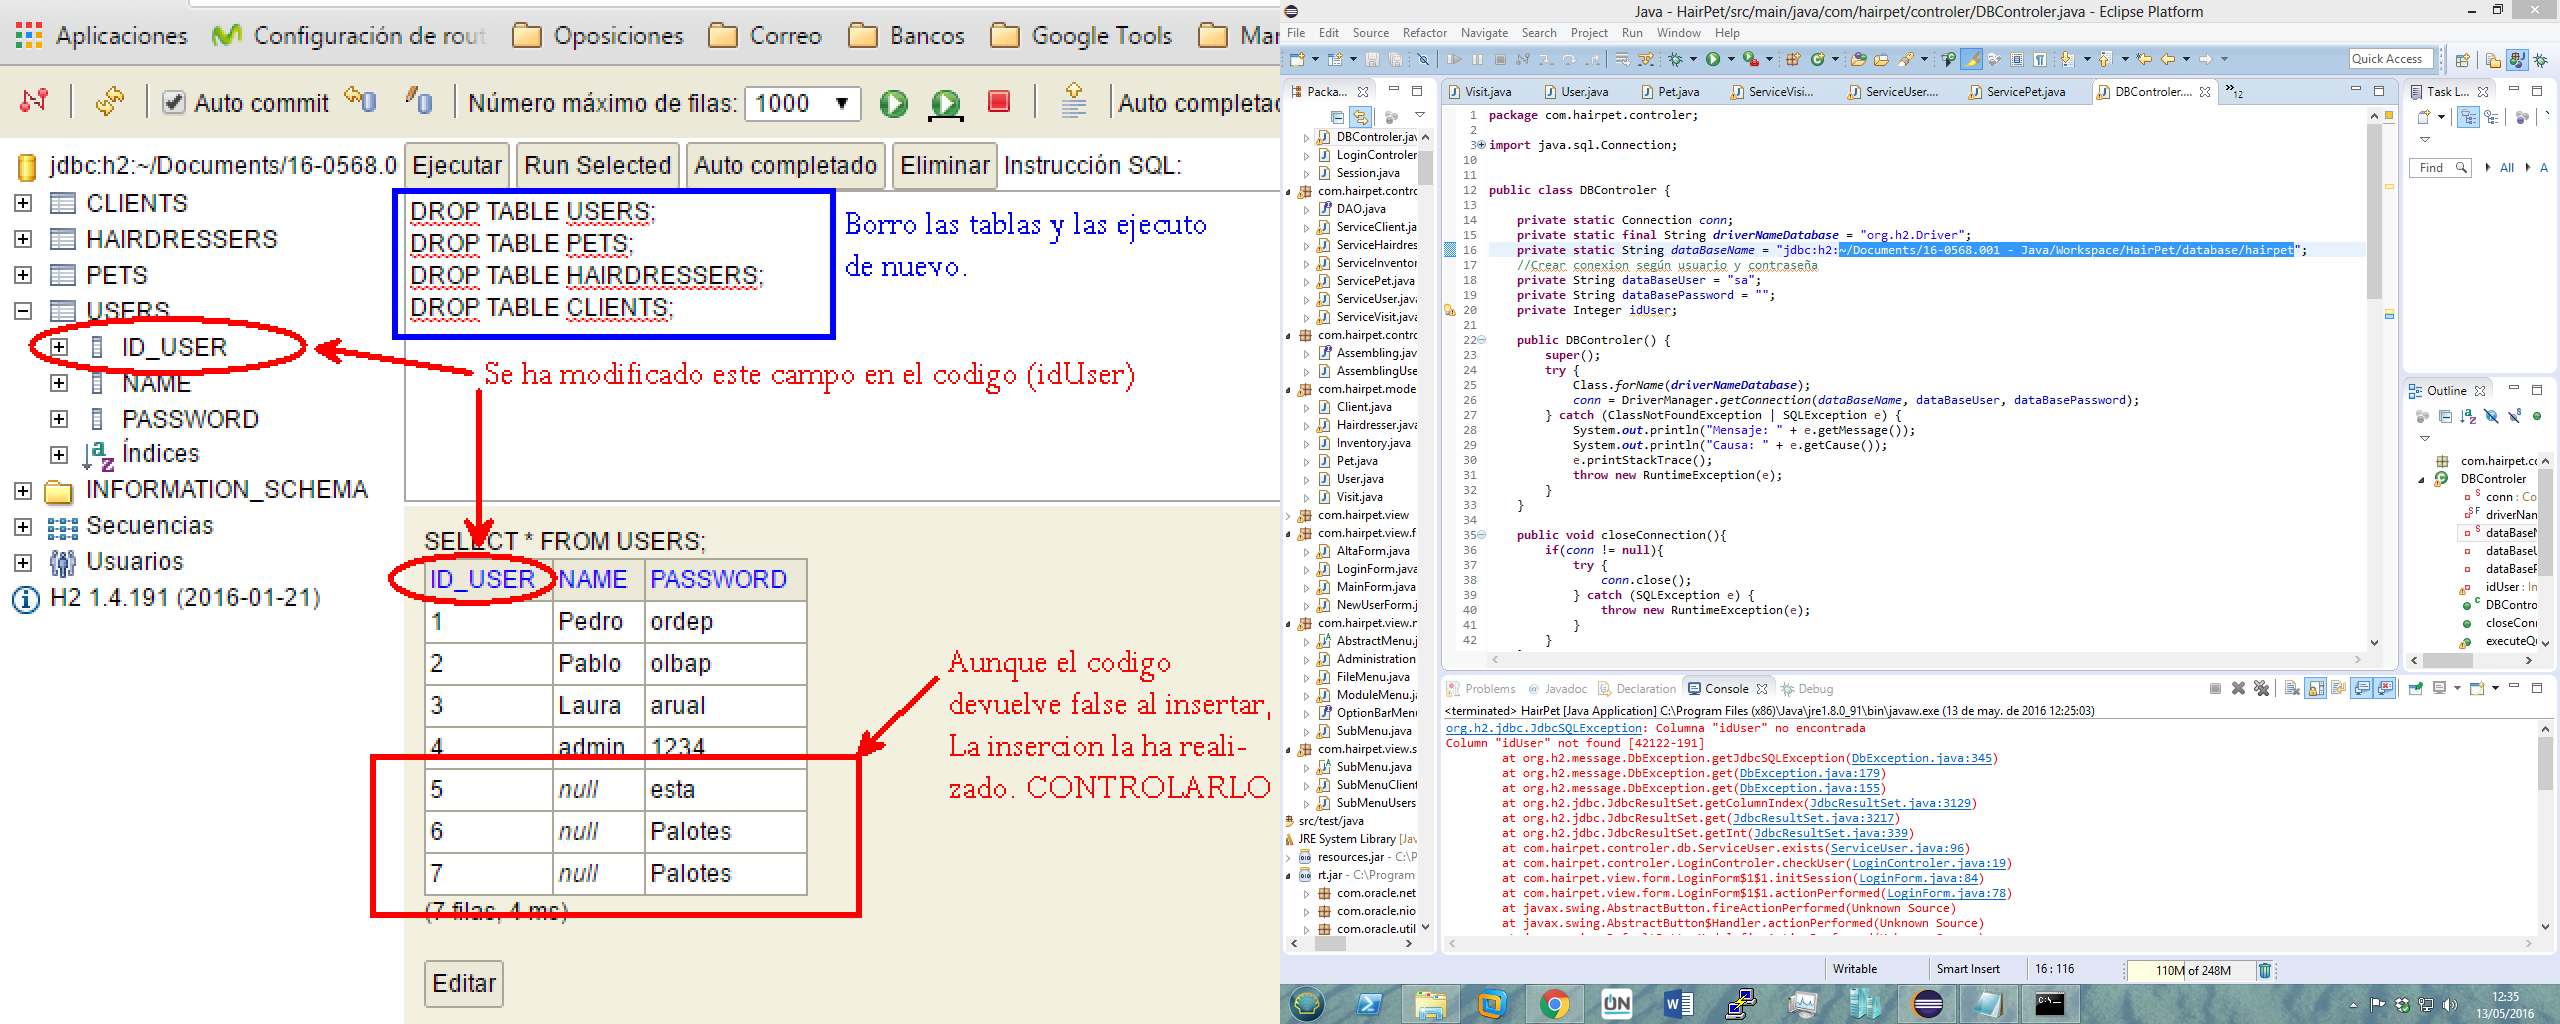 Aplicaciones
Configuración de rout
Oposiciones
Correo
Bancos
Google Tools
Mar
Auto commit
Número máximo de filas:
1000
Auto completad
jdbc:h2:~/Documents/16-0568.0
CLIENTS
HAIRDRESSERS
PETS
USERS
ID_USER
NAME
PASSWORD
Índices
INFORMATION_SCHEMA
Secuencias
Usuarios
H2 1.4.191 (2016-01-21)
Ejecutar
Run Selected
Auto completado
Eliminar
Instrucción SQL:
DROP TABLE USERS;
DROP TABLE PETS;
DROP TABLE HAIRDRESSERS;
DROP TABLE CLIENTS;
Borro las tablas y las ejecuto
de nuevo.
Se ha modificado este campo en el codigo (idUser)
SELECT * FROM USERS;
ID_USER NAME PASSWORD
1 Pedro ordep
2 Pablo olbap
3 Laura arual
4 admin 1234
5 null esta
6 null Palotes
7 null Palotes
(7 filas, 4 ms)
Editar
Aunque el codigo
devuelve false al insertar,
La insercion la ha reali-
zado. CONTROLARLO
Java - HairPet/src/main/java/com/hairpet/controler/DBControler.java - Eclipse Platform
File Edit Source Refactor Navigate Search Project Run Window Help
Quick Access
Packa...
DBControler.jav
LoginControler
Session.java
com.hairpet.contro
DAO.java
ServiceClient.ja
ServiceHairdres
ServiceInventor
ServicePet.java
ServiceUser.java
ServiceVisit.java
com.hairpet.contro
Assembling.java
AssemblingUse
com.hairpet.mode
Client.java
Hairdresser.java
Inventory.java
Pet.java
User.java
Visit.java
com.hairpet.view
com.hairpet.view.f
AltaForm.java
LoginForm.java
MainForm.java
NewUserForm.j
com.hairpet.view.n
AbstractMenu.j
Administration
FileMenu.java
ModuleMenu.ja
OptionBarMenu
SubMenu.java
com.hairpet.view.s
SubMenu.java
SubMenuClient
SubMenuUsers
src/test/java
JRE System Library [Jav
resources.jar - C:\P
rt.jar - C:\Program
com.oracle.net
com.oracle.nio
com.oracle.util
Visit.java
User.java
Pet.java
ServiceVisi...
ServiceUser....
ServicePet.java
DBControler....
»12
1 package com.hairpet.controler;
2
3 import java.sql.Connection;
10
11
12 public class DBControler {
13
14 private static Connection conn;
15 private static final String driverNameDatabase = "org.h2.Driver";
16 private static String dataBaseName = "jdbc:h2:~/Documents/16-0568.001 - Java/Workspace/HairPet/database/hairpet";
17 //Crear conexion según usuario y contraseña
18 private String dataBaseUser = "sa";
19 private String dataBasePassword = "";
20 private Integer idUser;
21
22 public DBControler() {
23 super();
24 try {
25 Class.forName(driverNameDatabase);
26 conn = DriverManager.getConnection(dataBaseName, dataBaseUser, dataBasePassword);
27 } catch (ClassNotFoundException | SQLException e) {
28 System.out.println("Mensaje: " + e.getMessage());
29 System.out.println("Causa: " + e.getCause());
30 e.printStackTrace();
31 throw new RuntimeException(e);
32 }
33 }
34
35 public void closeConnection(){
36 if(conn != null){
37 try {
38 conn.close();
39 } catch (SQLException e) {
40 throw new RuntimeException(e);
41 }
42 }
Task L...
Find
All
A
Outline
com.hairpet.co
DBControler
conn : Co
driverNan
dataBaseN
dataBaseU
dataBaseP
idUser : In
DBContro
closeConn
executeQu
Problems
Javadoc
Declaration
Console
Debug
<terminated> HairPet [Java Application] C:\Program Files (x86)\Java\jre1.8.0_91\bin\javaw.exe (13 de may. de 2016 12:25:03)
org.h2.jdbc.JdbcSQLException: Columna "idUser" no encontrada
Column "idUser" not found [42122-191]
at org.h2.message.DbException.getJdbcSQLException(DbException.java:345)
at org.h2.message.DbException.get(DbException.java:179)
at org.h2.message.DbException.get(DbException.java:155)
at org.h2.jdbc.JdbcResultSet.getColumnIndex(JdbcResultSet.java:3129)
at org.h2.jdbc.JdbcResultSet.get(JdbcResultSet.java:3217)
at org.h2.jdbc.JdbcResultSet.getInt(JdbcResultSet.java:339)
at com.hairpet.controler.db.ServiceUser.exists(ServiceUser.java:96)
at com.hairpet.controler.LoginControler.checkUser(LoginControler.java:19)
at com.hairpet.view.form.LoginForm$1$1.initSession(LoginForm.java:84)
at com.hairpet.view.form.LoginForm$1$1.actionPerformed(LoginForm.java:78)
at javax.swing.AbstractButton.fireActionPerformed(Unknown Source)
at javax.swing.AbstractButton$Handler.actionPerformed(Unknown Source)
Writable
Smart Insert
16 : 116
110M of 248M
12:35
13/05/2016